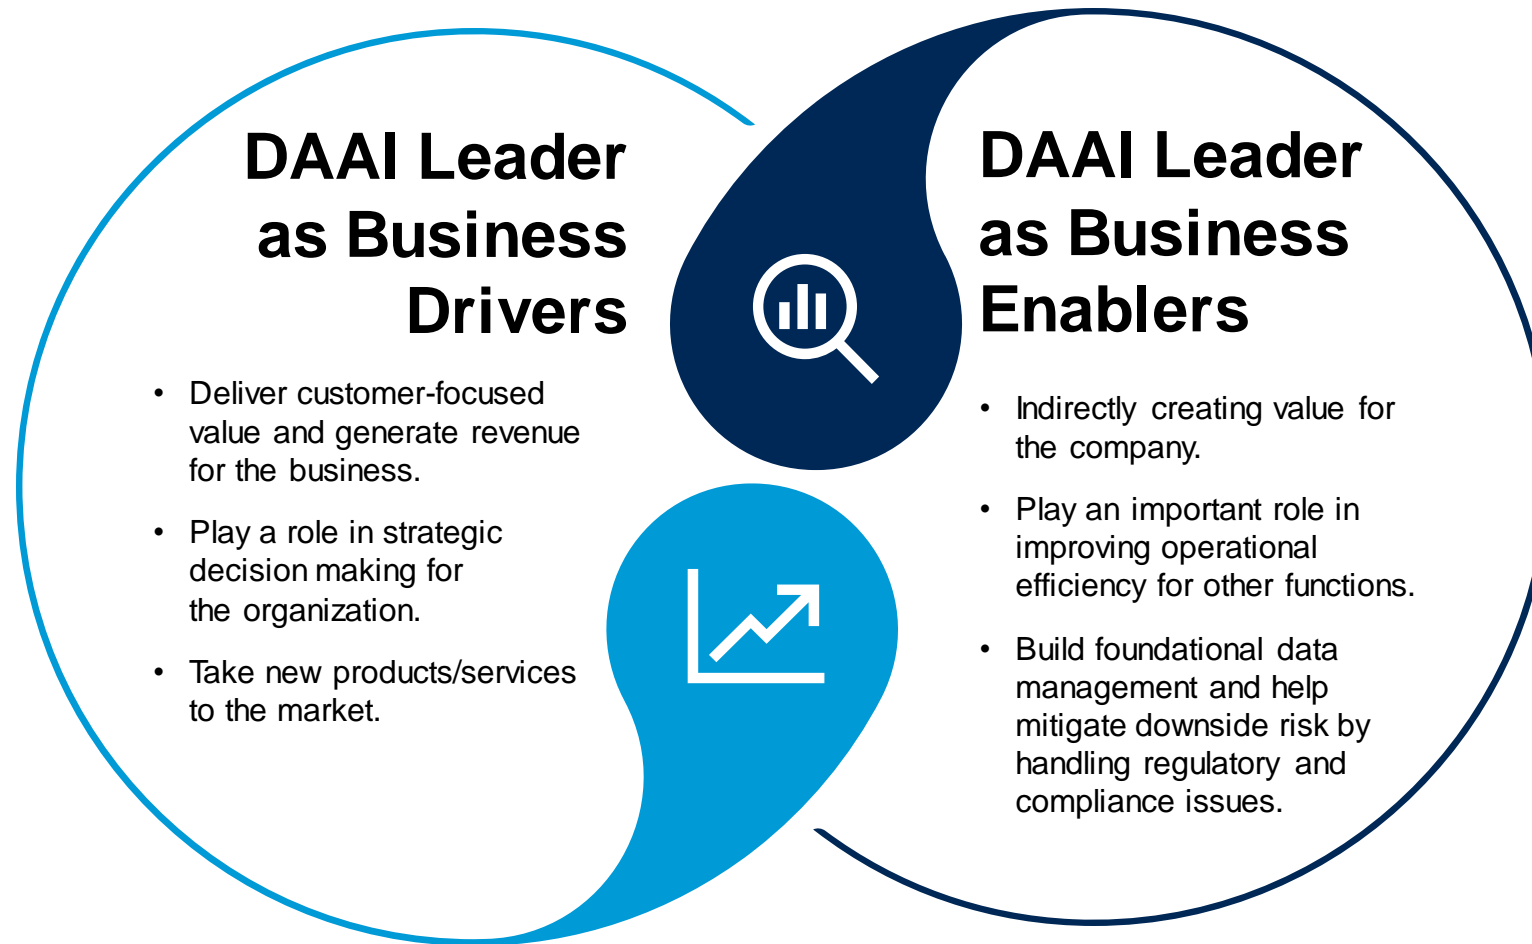 DAAI Leader
as Business
Drivers
• Deliver customer-focused
value and generate revenue
for the business.
• Play a role in strategic
decision making for
the organization.
• Take new products/services
to the market.
DAAI Leader
as Business
Enablers
• Indirectly creating value for
the company.
• Play an important role in
improving operational
efficiency for other functions.
• Build foundational data
management and help
mitigate downside risk by
handling regulatory and
compliance issues.